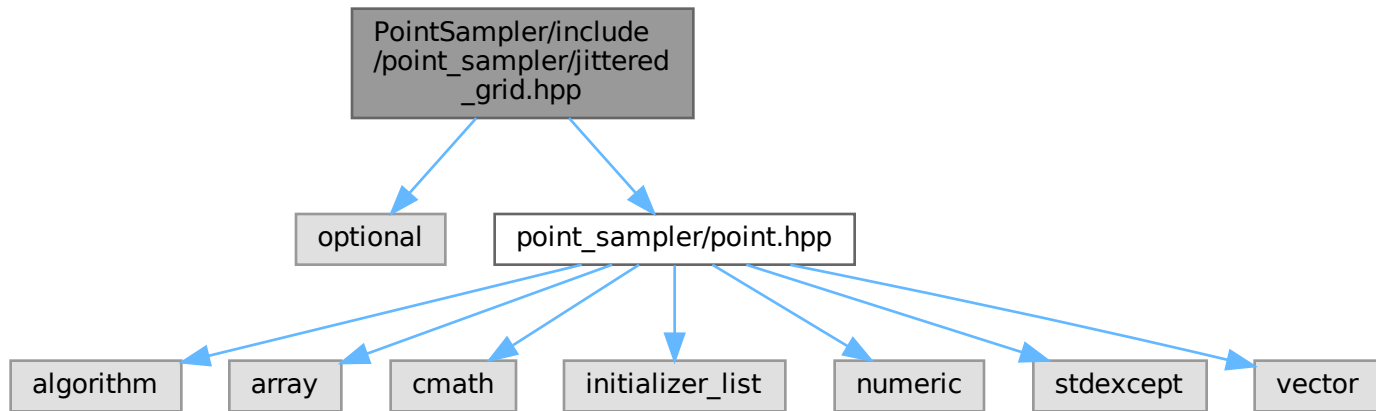 PointSampler/include
/point_sampler/jittered
_grid.hpp
optional
point_sampler/point.hpp
algorithm
array
cmath
initializer_list
numeric
stdexcept
vector